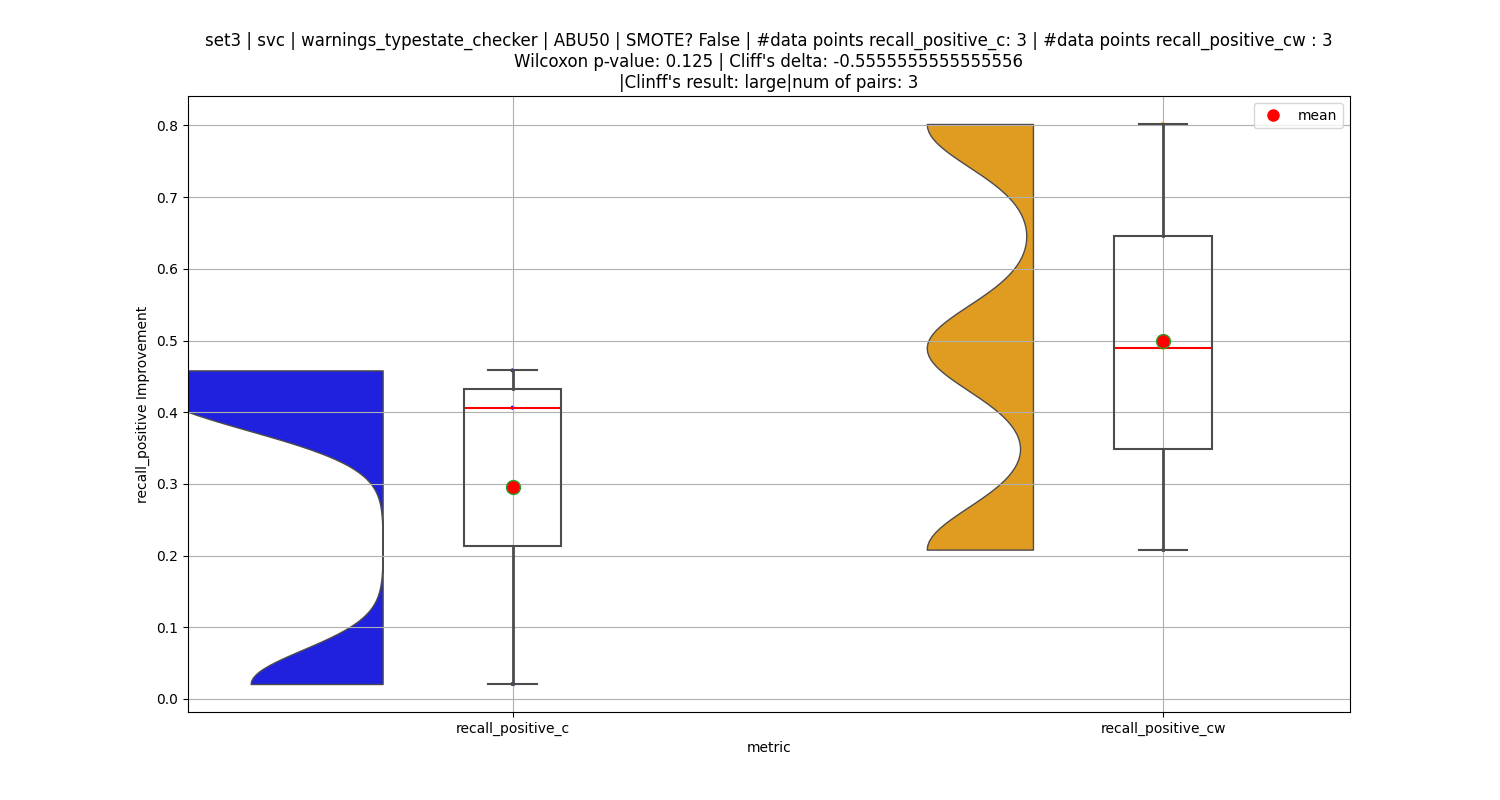 set3 | svc | warnings_typestate_checker | ABU50 | SMOTE? False | #data points recall_positive_c: 3 | #data points recall_positive_cw : 3
Wilcoxon p-value: 0.125 | Cliff's delta: -0.5555555555555556
|Clinff's result: large|num of pairs: 3
mean
0.8
0.7
0.6
0.5
0.4
0.3
0.2
0.1
0.0
recall_positive Improvement
recall_positive_c
recall_positive_cw
metric